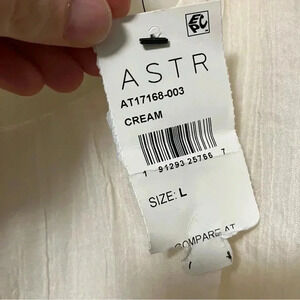 ASTR
AT17168-003
CREAM
1 91293 25766 7
SIZE: L
COMPARE AT